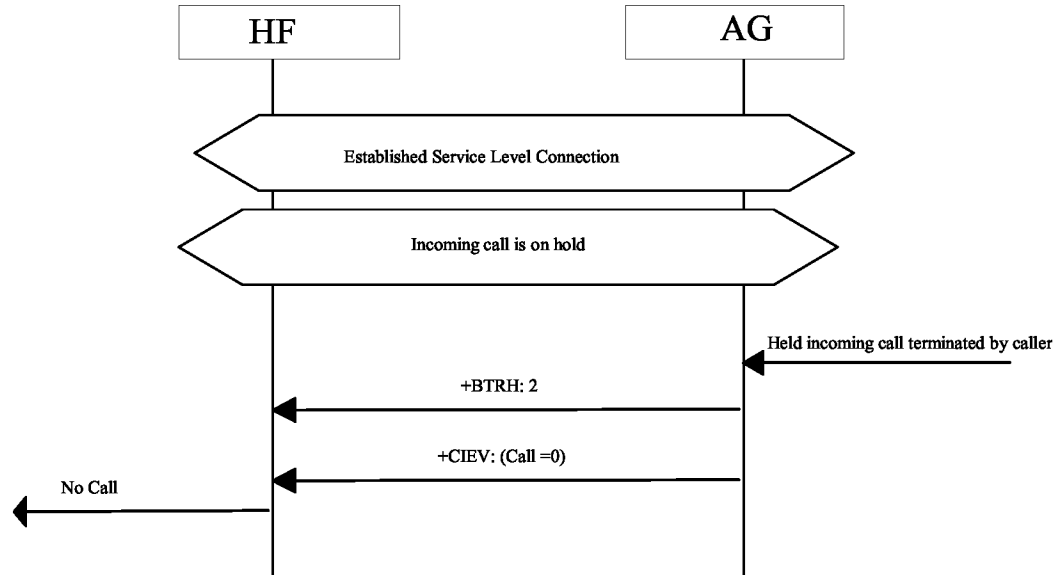 HF
AG
Established Service Level Connection
Incoming call is on hold
Held incoming call terminated by caller
+BTRH: 2
+CIEV: (Call =0)
No Call